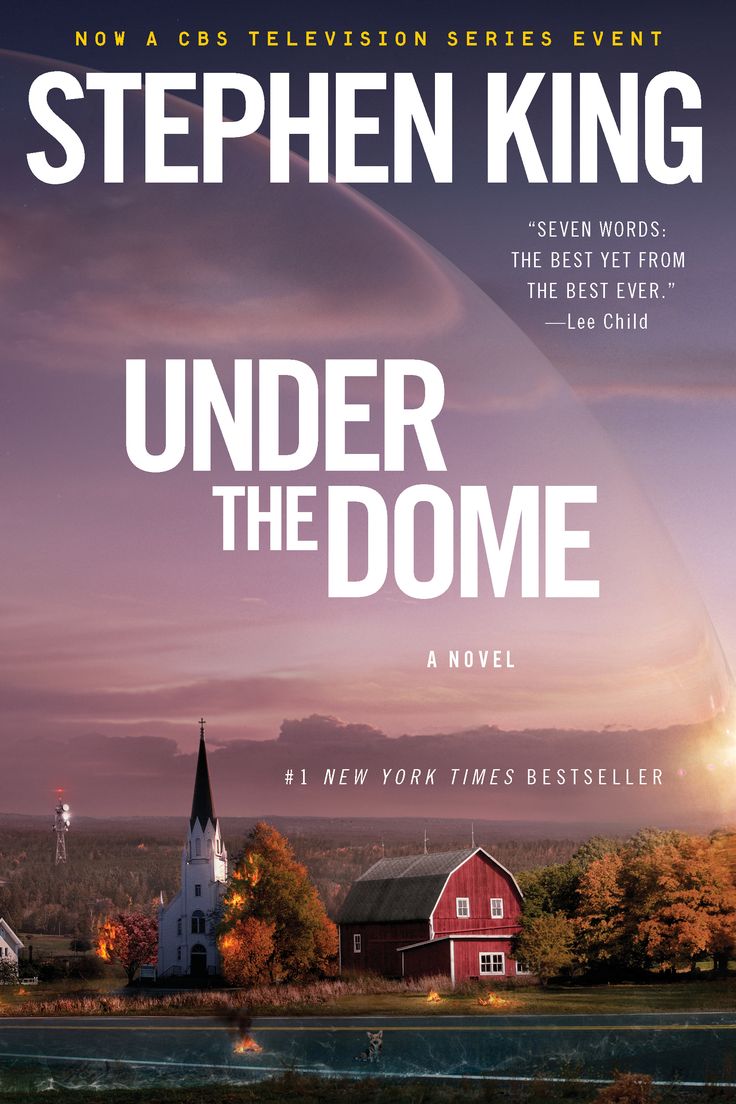 NOW A CBS TELEVISION SERIES EVENT
STEPHEN KING
“SEVEN WORDS:
THE BEST YET FROM
THE BEST EVER.”
—Lee Child
UNDER
THE DOME
A NOVEL
#1 NEW YORK TIMES BESTSELLER